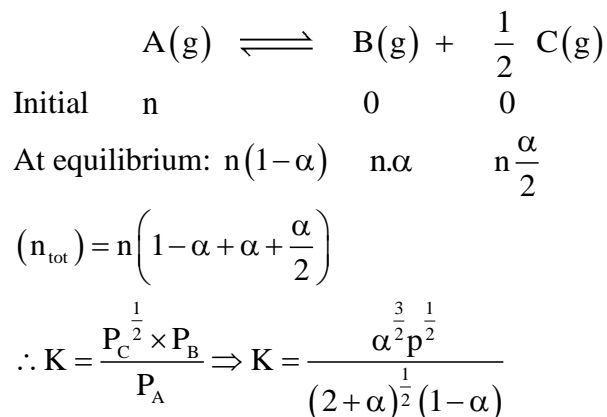 A(g) ⇌ B(g) + 1/2 C(g)
Initial n 0 0
At equilibrium: n(1−α) n.α n α/2
(n_tot) = n(1−α+α+α/2)
∴ K = (P_C^(1/2) × P_B)/P_A ⇒ K = (α^(3/2) p^(1/2))/((2+α)^(1/2) (1−α))